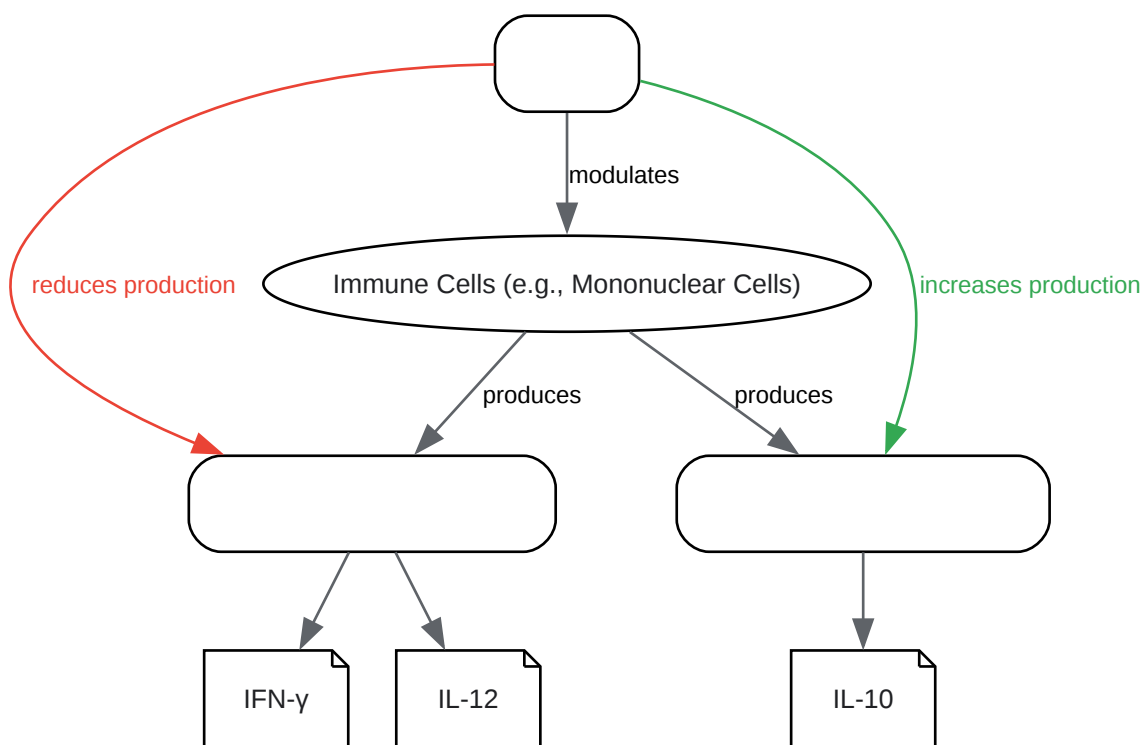 modulates
reduces production
Immune Cells (e.g., Mononuclear Cells)
increases production
produces
produces
IFN-γ
IL-12
IL-10